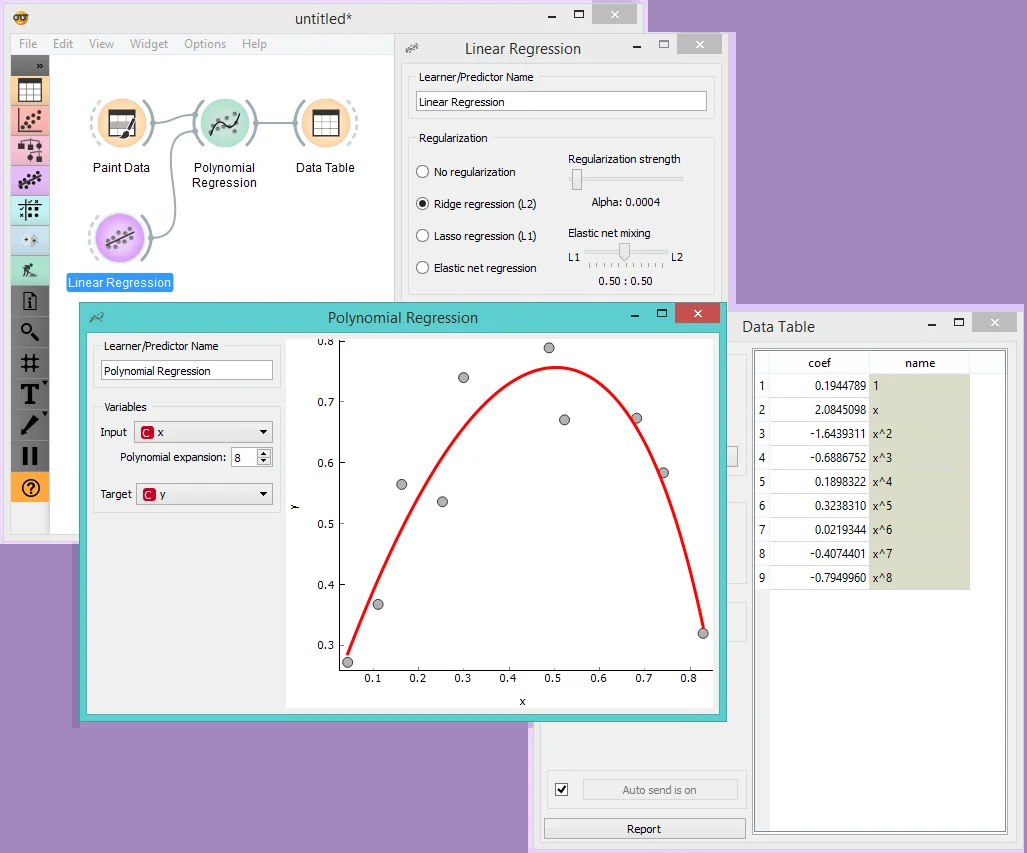 untitled*
File Edit View Widget Options Help
»
Paint Data
Polynomial
Regression
Data Table
Linear Regression
Linear Regression
Learner/Predictor Name
Linear Regression
Regularization
No regularization
Ridge regression (L2)
Lasso regression (L1)
Elastic net regression
Regularization strength
Alpha: 0.0004
Elastic net mixing
L1 L2
0.50 : 0.50
Polynomial Regression
Learner/Predictor Name
Polynomial Regression
Variables
Input C x
Polynomial expansion: 8
Target C y
0.8
0.7
0.6
0.5
0.4
0.3
y
0.1 0.2 0.3 0.4 0.5 0.6 0.7 0.8
x
Data Table
coef name
1 0.1944789 1
2 2.0845098 x
3 -1.6439311 x^2
4 -0.6886752 x^3
5 0.1898322 x^4
6 0.3238310 x^5
7 0.0219344 x^6
8 -0.4074401 x^7
9 -0.7949960 x^8
Auto send is on
Report